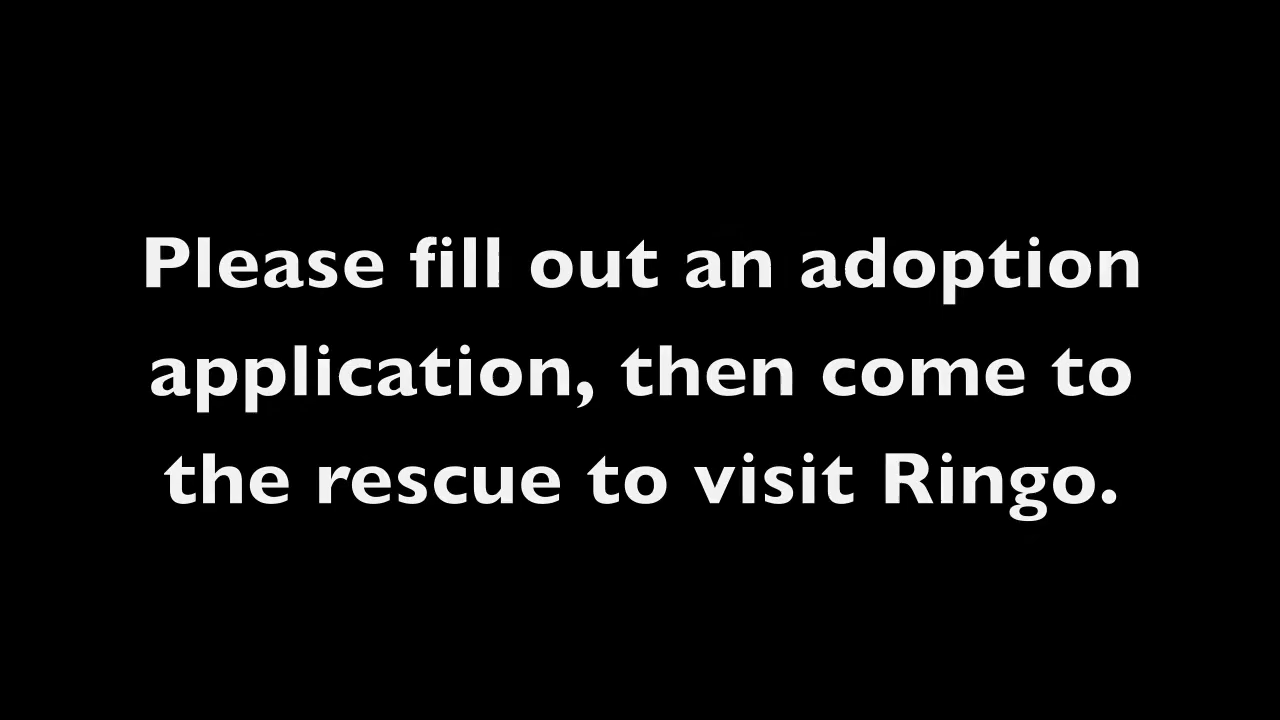 Please fill out an adoption
application, then come to
the rescue to visit Ringo.